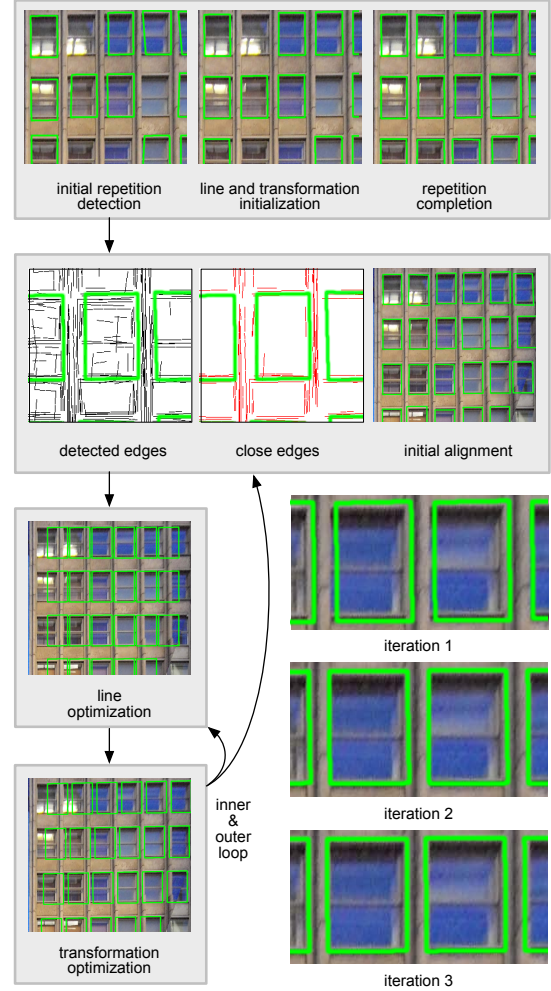 initial repetition
detection
line and transformation
initialization
repetition
completion
detected edges
close edges
initial alignment
line
optimization
iteration 1
iteration 2
inner
&
outer
loop
transformation
optimization
iteration 3